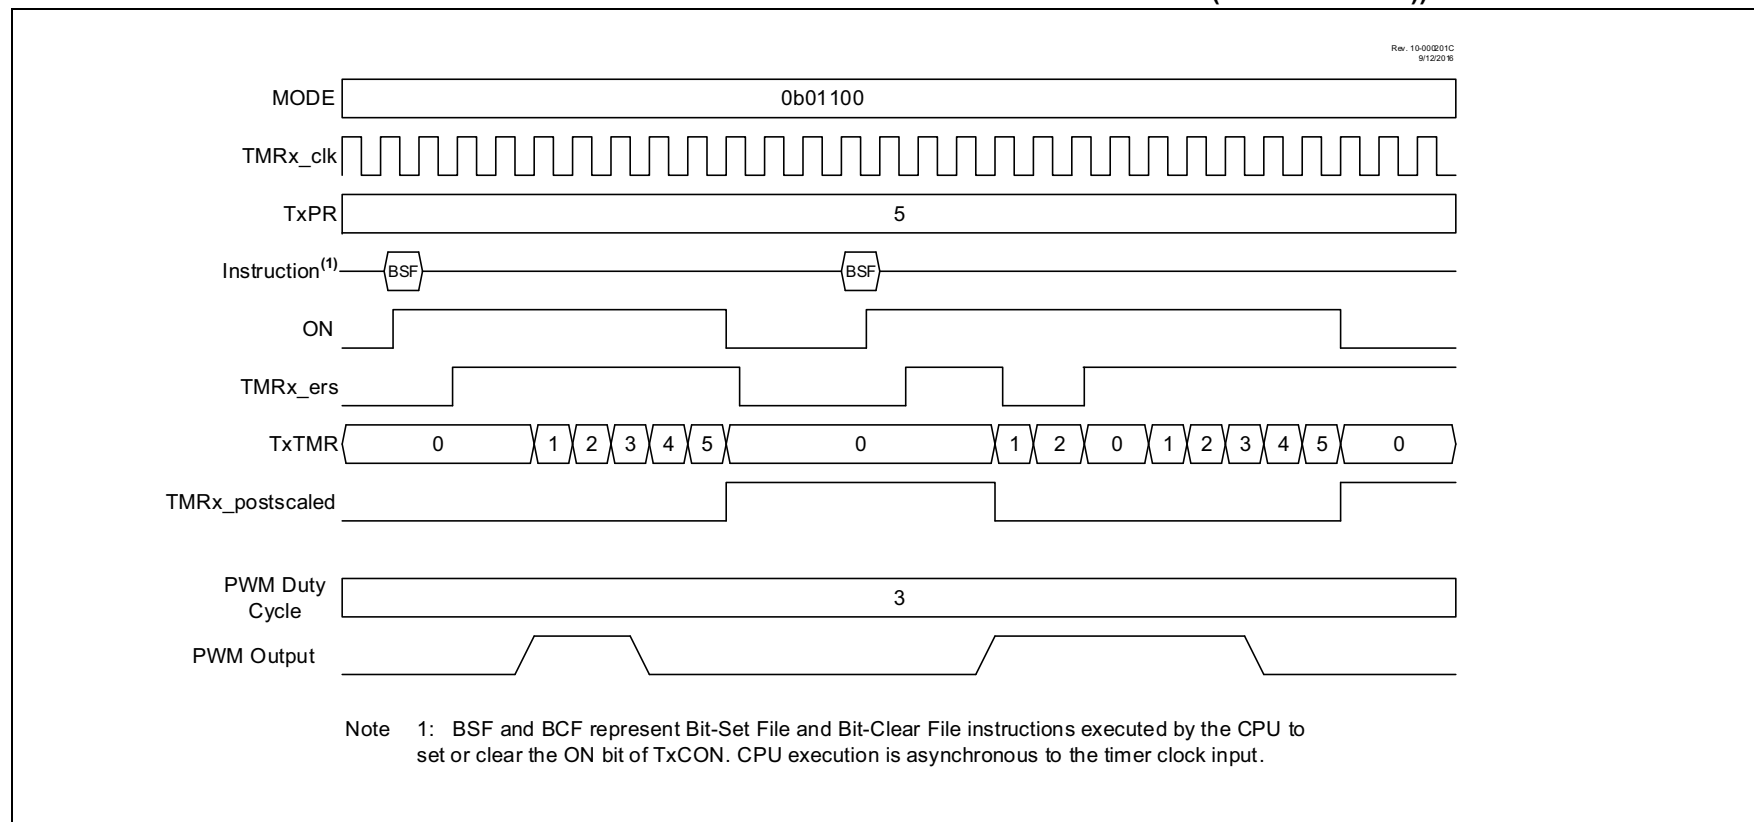 Rev. 10-000201C
9/12/2016
MODE 0b01100
TMRx_clk
TxPR 5
Instruction(1) BSF BSF
ON
TMRx_ers
TxTMR 0 1 2 3 4 5 0 1 2 0 1 2 3 4 5 0
TMRx_postscaled
PWM Duty
Cycle 3
PWM Output
Note 1: BSF and BCF represent Bit-Set File and Bit-Clear File instructions executed by the CPU to
set or clear the ON bit of TxCON. CPU execution is asynchronous to the timer clock input.